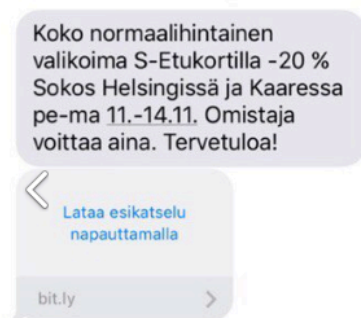 Koko normaalihintainen
valikoima S-Etukortilla -20 %
Sokos Helsingissä ja Kaaressa
pe-ma 11.-14.11. Omistaja
voittaa aina. Tervetuloa!
Lataa esikatselu
napauttamalla
bit.ly